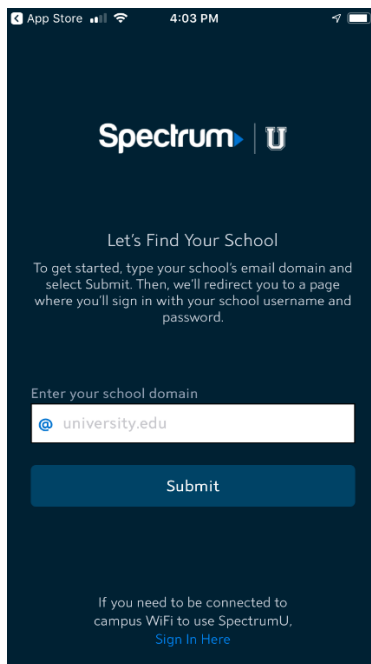 App Store 4:03 PM
Spectrum U
Let's Find Your School
To get started, type your school's email domain and
select Submit. Then, we'll redirect you to a page
where you'll sign in with your school username and
password.
Enter your school domain
@ university.edu
Submit
If you need to be connected to
campus WiFi to use SpectrumU,
Sign In Here